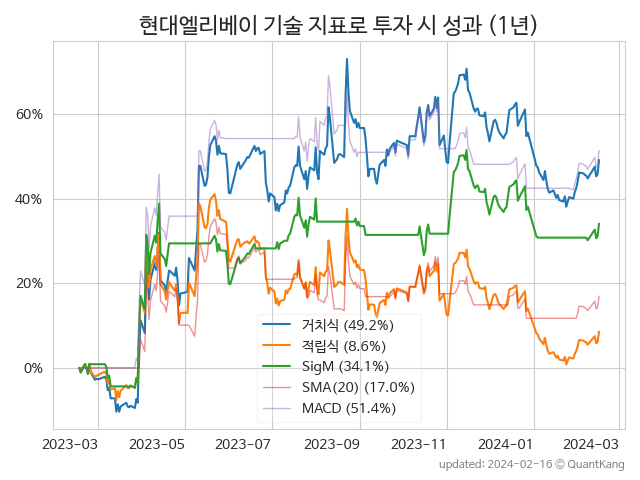 현대엘리베이 기술 지표로 투자 시 성과 (1년)
60%
40%
20%
0%
거치식 (49.2%)
적립식 (8.6%)
SigM (34.1%)
SMA(20) (17.0%)
MACD (51.4%)
2023-03 2023-05 2023-07 2023-09 2023-11 2024-01 2024-03
updated: 2024-02-16 © QuantKang